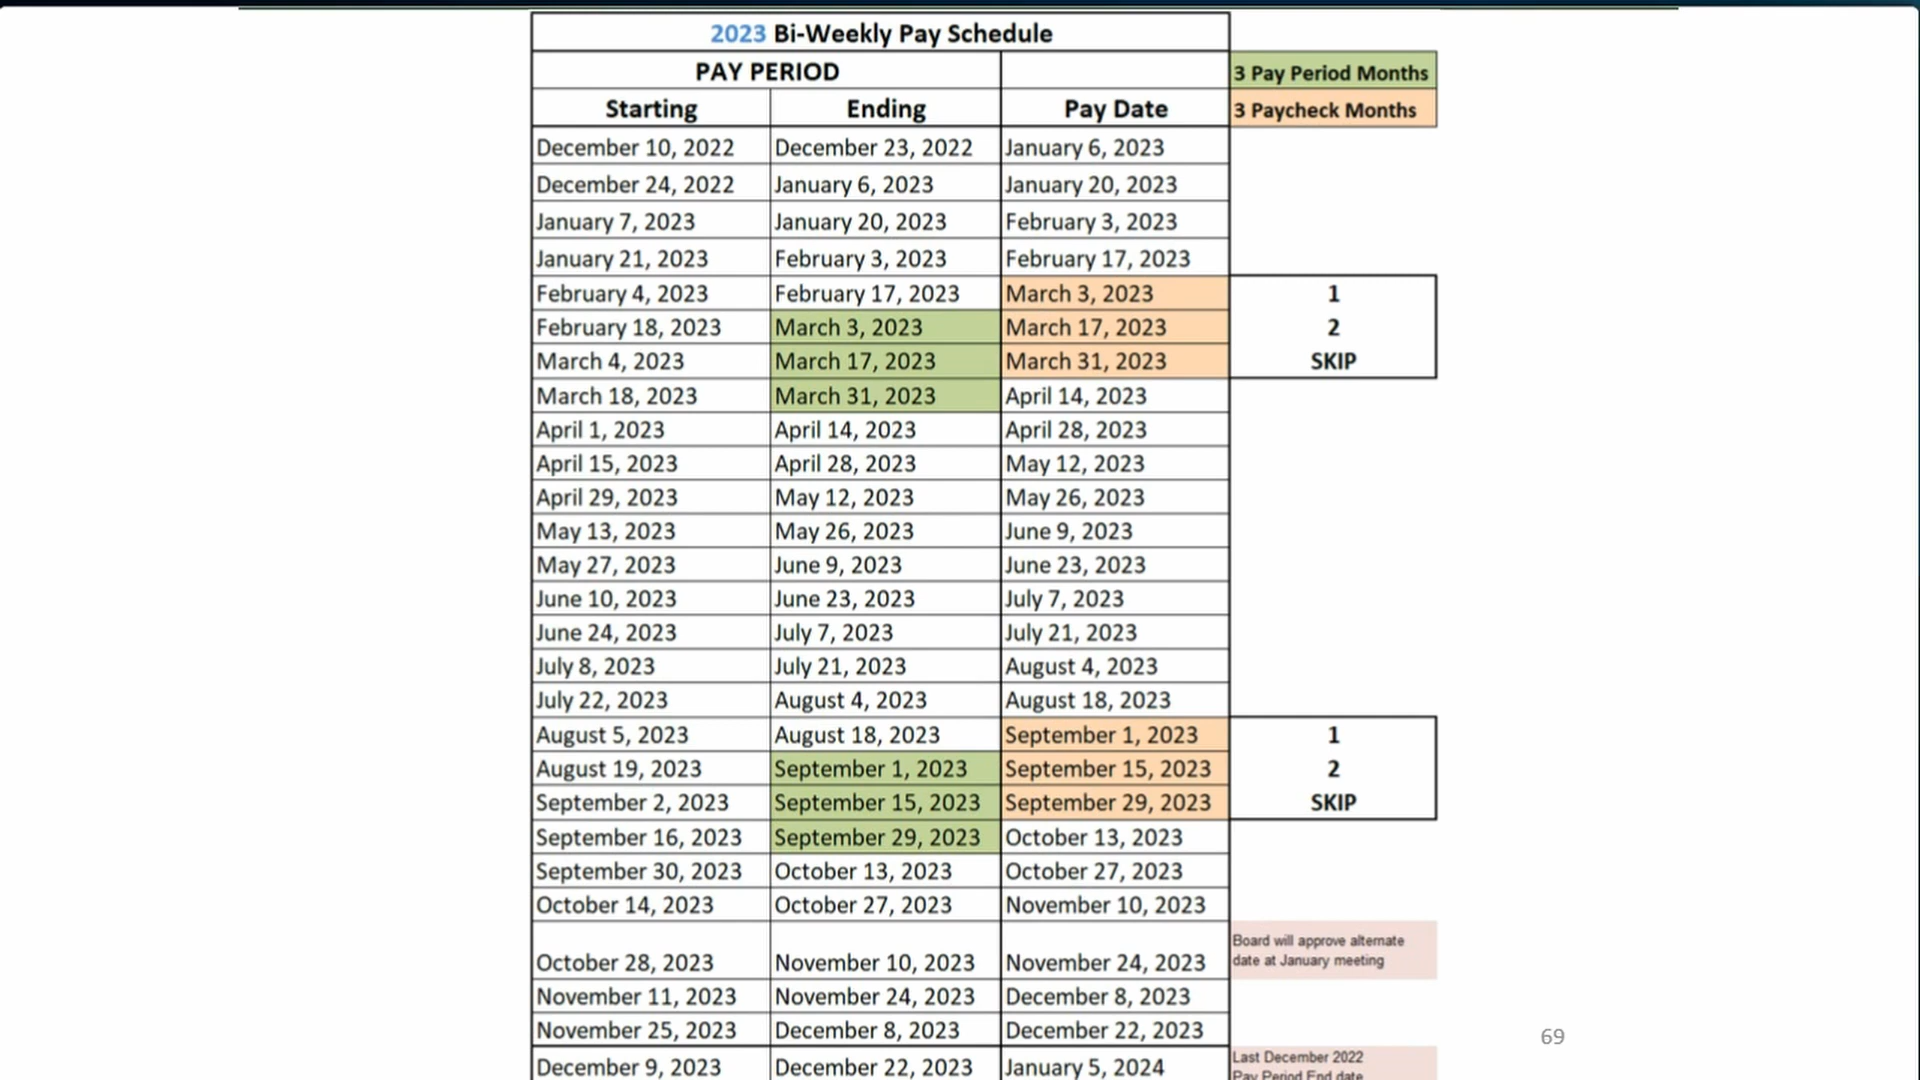 2023 Bi-Weekly Pay Schedule
PAY PERIOD
3 Pay Period Months
Starting Ending Pay Date 3 Paycheck Months
December 10, 2022 December 23, 2022 January 6, 2023
December 24, 2022 January 6, 2023 January 20, 2023
January 7, 2023 January 20, 2023 February 3, 2023
January 21, 2023 February 3, 2023 February 17, 2023
February 4, 2023 February 17, 2023 March 3, 2023 1
February 18, 2023 March 3, 2023 March 17, 2023 2
March 4, 2023 March 17, 2023 March 31, 2023 SKIP
March 18, 2023 March 31, 2023 April 14, 2023
April 1, 2023 April 14, 2023 April 28, 2023
April 15, 2023 April 28, 2023 May 12, 2023
April 29, 2023 May 12, 2023 May 26, 2023
May 13, 2023 May 26, 2023 June 9, 2023
May 27, 2023 June 9, 2023 June 23, 2023
June 10, 2023 June 23, 2023 July 7, 2023
June 24, 2023 July 7, 2023 July 21, 2023
July 8, 2023 July 21, 2023 August 4, 2023
July 22, 2023 August 4, 2023 August 18, 2023
August 5, 2023 August 18, 2023 September 1, 2023 1
August 19, 2023 September 1, 2023 September 15, 2023 2
September 2, 2023 September 15, 2023 September 29, 2023 SKIP
September 16, 2023 September 29, 2023 October 13, 2023
September 30, 2023 October 13, 2023 October 27, 2023
October 14, 2023 October 27, 2023 November 10, 2023
Board will approve alternate
date at January meeting
October 28, 2023 November 10, 2023 November 24, 2023
November 11, 2023 November 24, 2023 December 8, 2023
November 25, 2023 December 8, 2023 December 22, 2023
69
December 9, 2023 December 22, 2023 January 5, 2024
Last December 2022
Pay Period End date